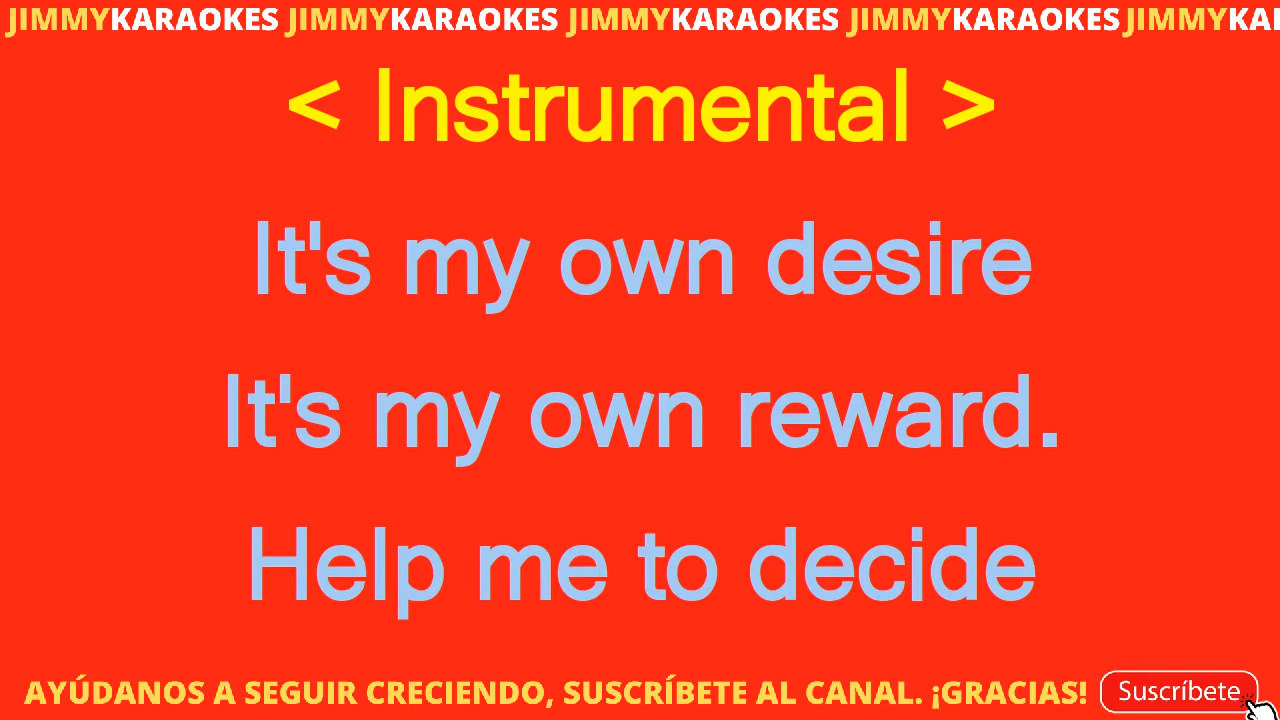 JIMMYKARAOKES JIMMYKARAOKES JIMMYKARAOKES JIMMYKARAOKES JIMMYKAI
< Instrumental >
It's my own desire
It's my own reward.
Help me to decide
AYÚDANOS A SEGUIR CRECIENDO, SUSCRÍBETE AL CANAL. ¡GRACIAS! Suscríbete